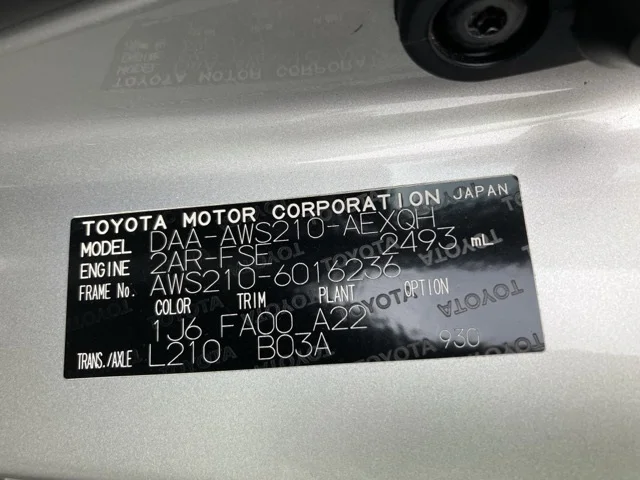 TOYOTA MOTOR CORPORATION JAPAN
MODEL DAA-AWS210-AEXQH
ENGINE 2AR-FSE 2493 mL
FRAME No. AWS210-6016236
COLOR TRIM PLANT OPTION
1J6 FA00 A22
TRANS./AXLE L210 B03A 930